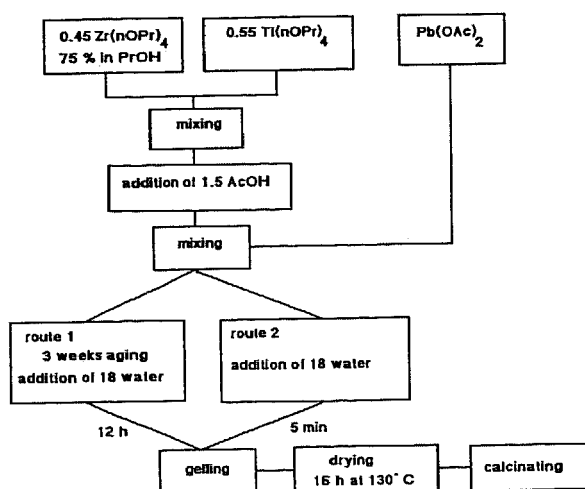 0.45 Zr(nOPr)4
75 % in PrOH
0.55 Ti(nOPr)4
Pb(OAc)2
mixing
addition of 1.5 AcOH
mixing
route 1
3 weeks aging
addition of 18 water
route 2
addition of 18 water
12 h
5 min
gelling
drying
15 h at 130° C
calcinating